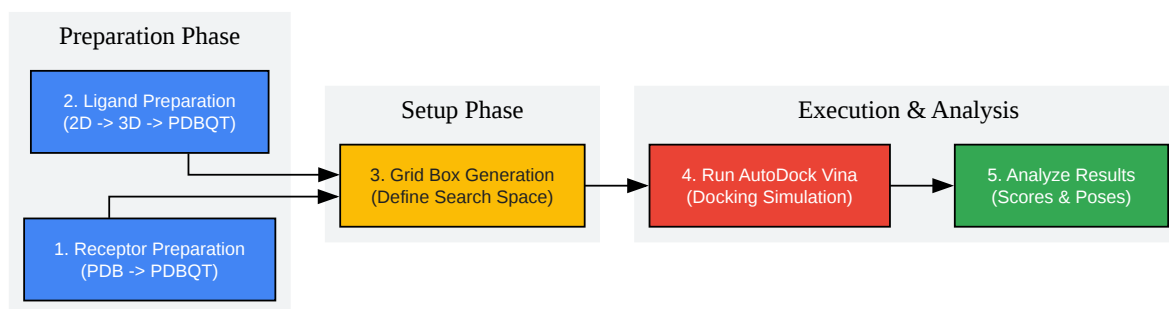 Preparation Phase
2. Ligand Preparation
(2D -> 3D -> PDBQT)
1. Receptor Preparation
(PDB -> PDBQT)
Setup Phase
3. Grid Box Generation
(Define Search Space)
Execution & Analysis
4. Run AutoDock Vina
(Docking Simulation)
5. Analyze Results
(Scores & Poses)